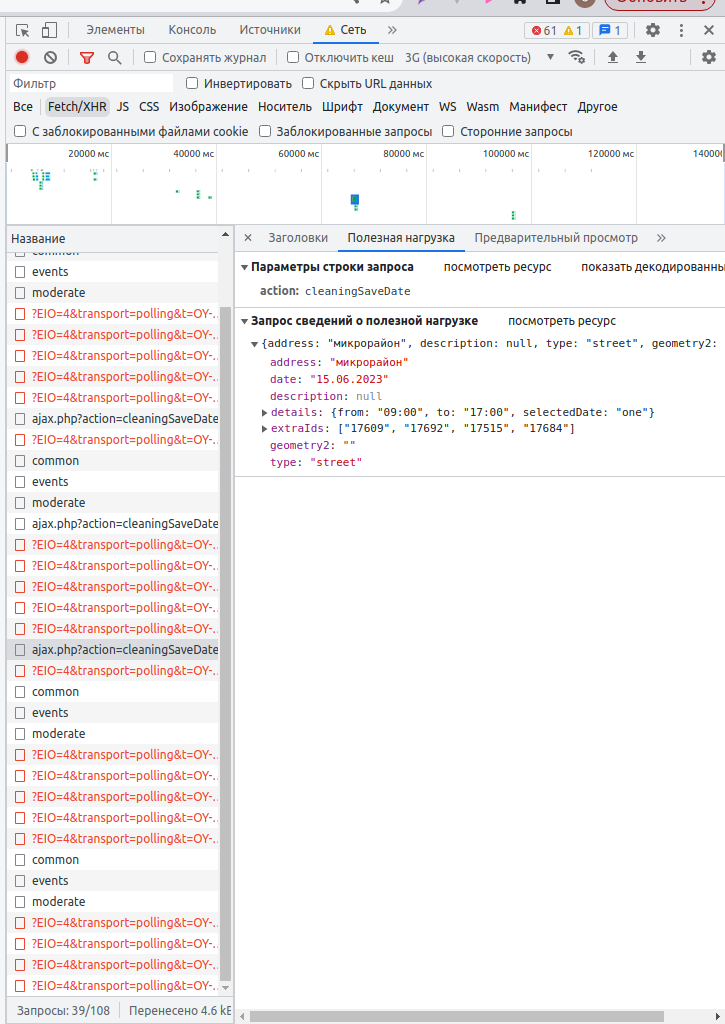 Обновить
Элементы Консоль Источники Сеть 61 1 1
Сохранять журнал Отключить кеш 3G (высокая скорость)
Фильтр Инвертировать Скрыть URL данных
Все Fetch/XHR JS CSS Изображение Носитель Шрифт Документ WS Wasm Манифест Другое
С заблокированными файлами cookie Заблокированные запросы Сторонние запросы
20000 мс 40000 мс 60000 мс 80000 мс 100000 мс 120000 мс 14000
Название
common
events
moderate
?EIO=4&transport=polling&t=OY-..
?EIO=4&transport=polling&t=OY-..
?EIO=4&transport=polling&t=OY-..
?EIO=4&transport=polling&t=OY-..
?EIO=4&transport=polling&t=OY-..
ajax.php?action=cleaningSaveDate
?EIO=4&transport=polling&t=OY-..
common
events
moderate
ajax.php?action=cleaningSaveDate
?EIO=4&transport=polling&t=OY-..
?EIO=4&transport=polling&t=OY-..
?EIO=4&transport=polling&t=OY-..
?EIO=4&transport=polling&t=OY-..
?EIO=4&transport=polling&t=OY-..
ajax.php?action=cleaningSaveDate
?EIO=4&transport=polling&t=OY-..
common
events
moderate
?EIO=4&transport=polling&t=OY-..
?EIO=4&transport=polling&t=OY-..
?EIO=4&transport=polling&t=OY-..
?EIO=4&transport=polling&t=OY-..
?EIO=4&transport=polling&t=OY-..
common
events
moderate
?EIO=4&transport=polling&t=OY-..
?EIO=4&transport=polling&t=OY-..
?EIO=4&transport=polling&t=OY-..
?EIO=4&transport=polling&t=OY-..
Запросы: 39/108 Перенесено 4.6 kE
Заголовки Полезная нагрузка Предварительный просмотр
Параметры строки запроса посмотреть ресурс показать декодированны
action: cleaningSaveDate
Запрос сведений о полезной нагрузке посмотреть ресурс
{address: "микрорайон", description: null, type: "street", geometry2:
address: "микрорайон"
date: "15.06.2023"
description: null
details: {from: "09:00", to: "17:00", selectedDate: "one"}
extraIds: ["17609", "17692", "17515", "17684"]
geometry2: ""
type: "street"